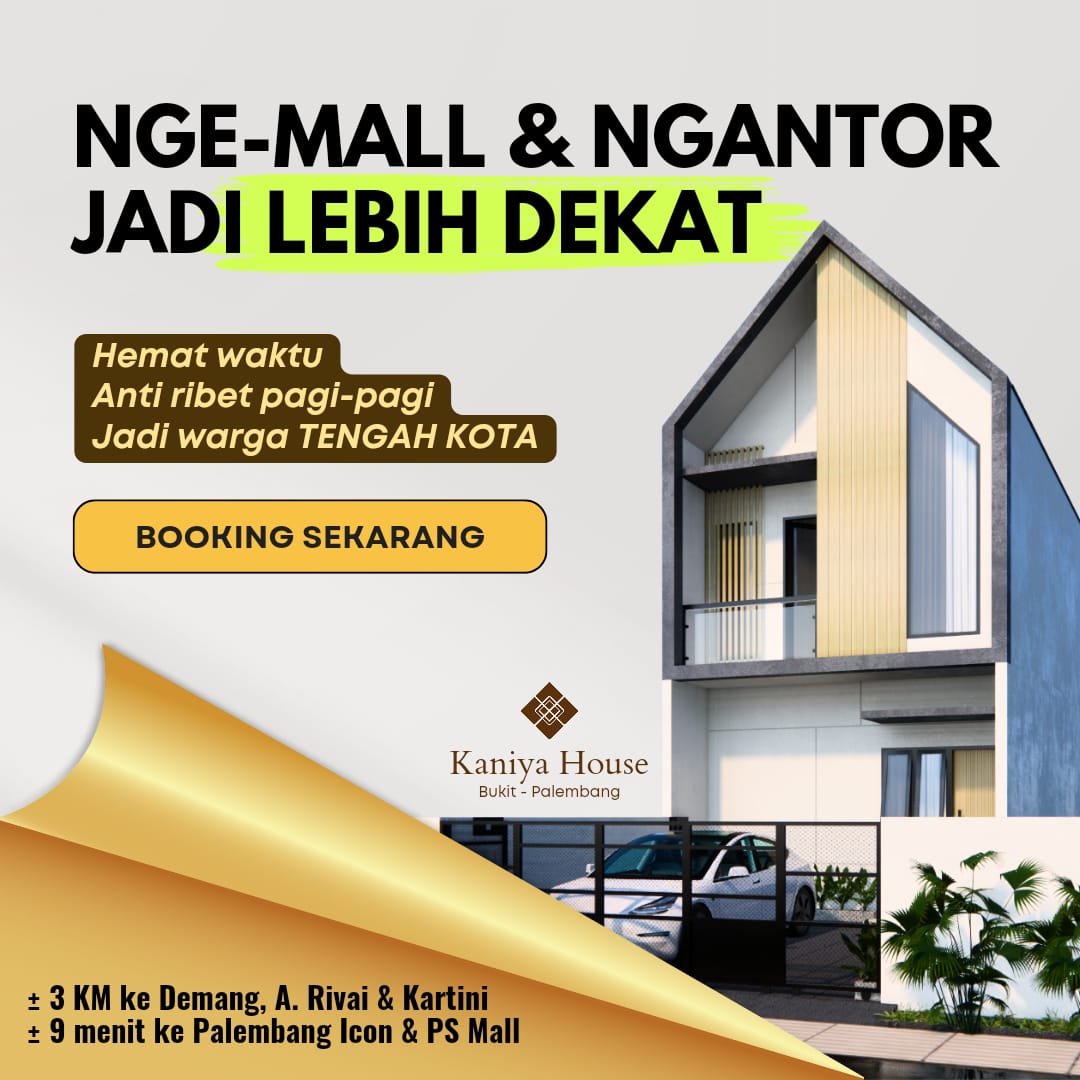 NGE-MALL & NGANTOR
JADI LEBIH DEKAT
Hemat waktu
Anti ribet pagi-pagi
Jadi warga TENGAH KOTA
BOOKING SEKARANG
Kaniya House
Bukit - Palembang
± 3 KM ke Demang, A. Rivai & Kartini
± 9 menit ke Palembang Icon & PS Mall